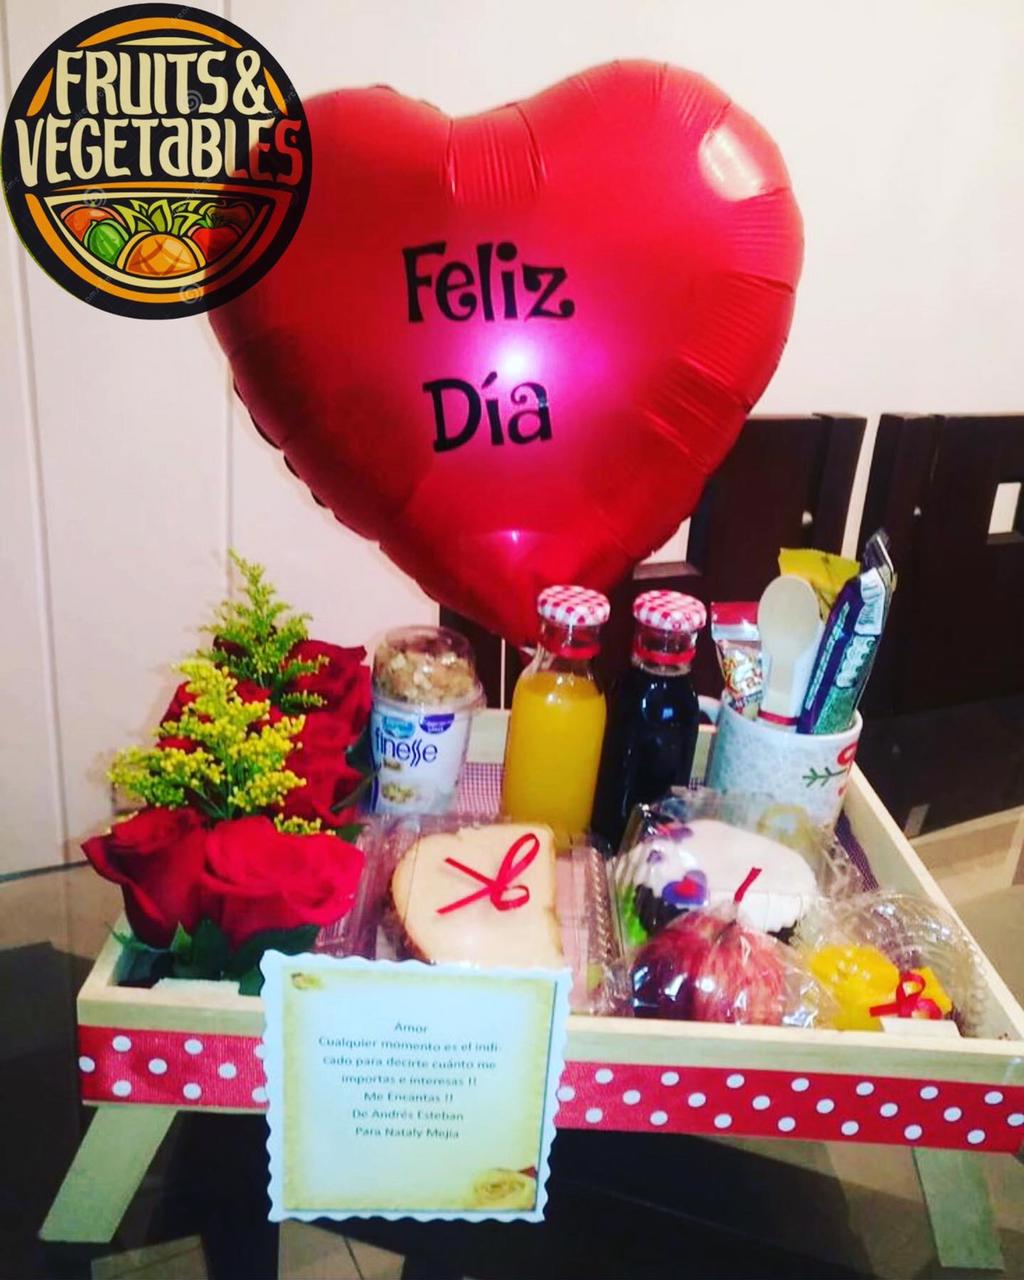 FRUITS &
VEGETABLES
Feliz
Día
finesse
Amor
Cualquier momento es el indi-
cado para decirte cuánto me
importas e interesas !!
Me Encantas !!
De Andrés Esteban
Para Nataly Mejía